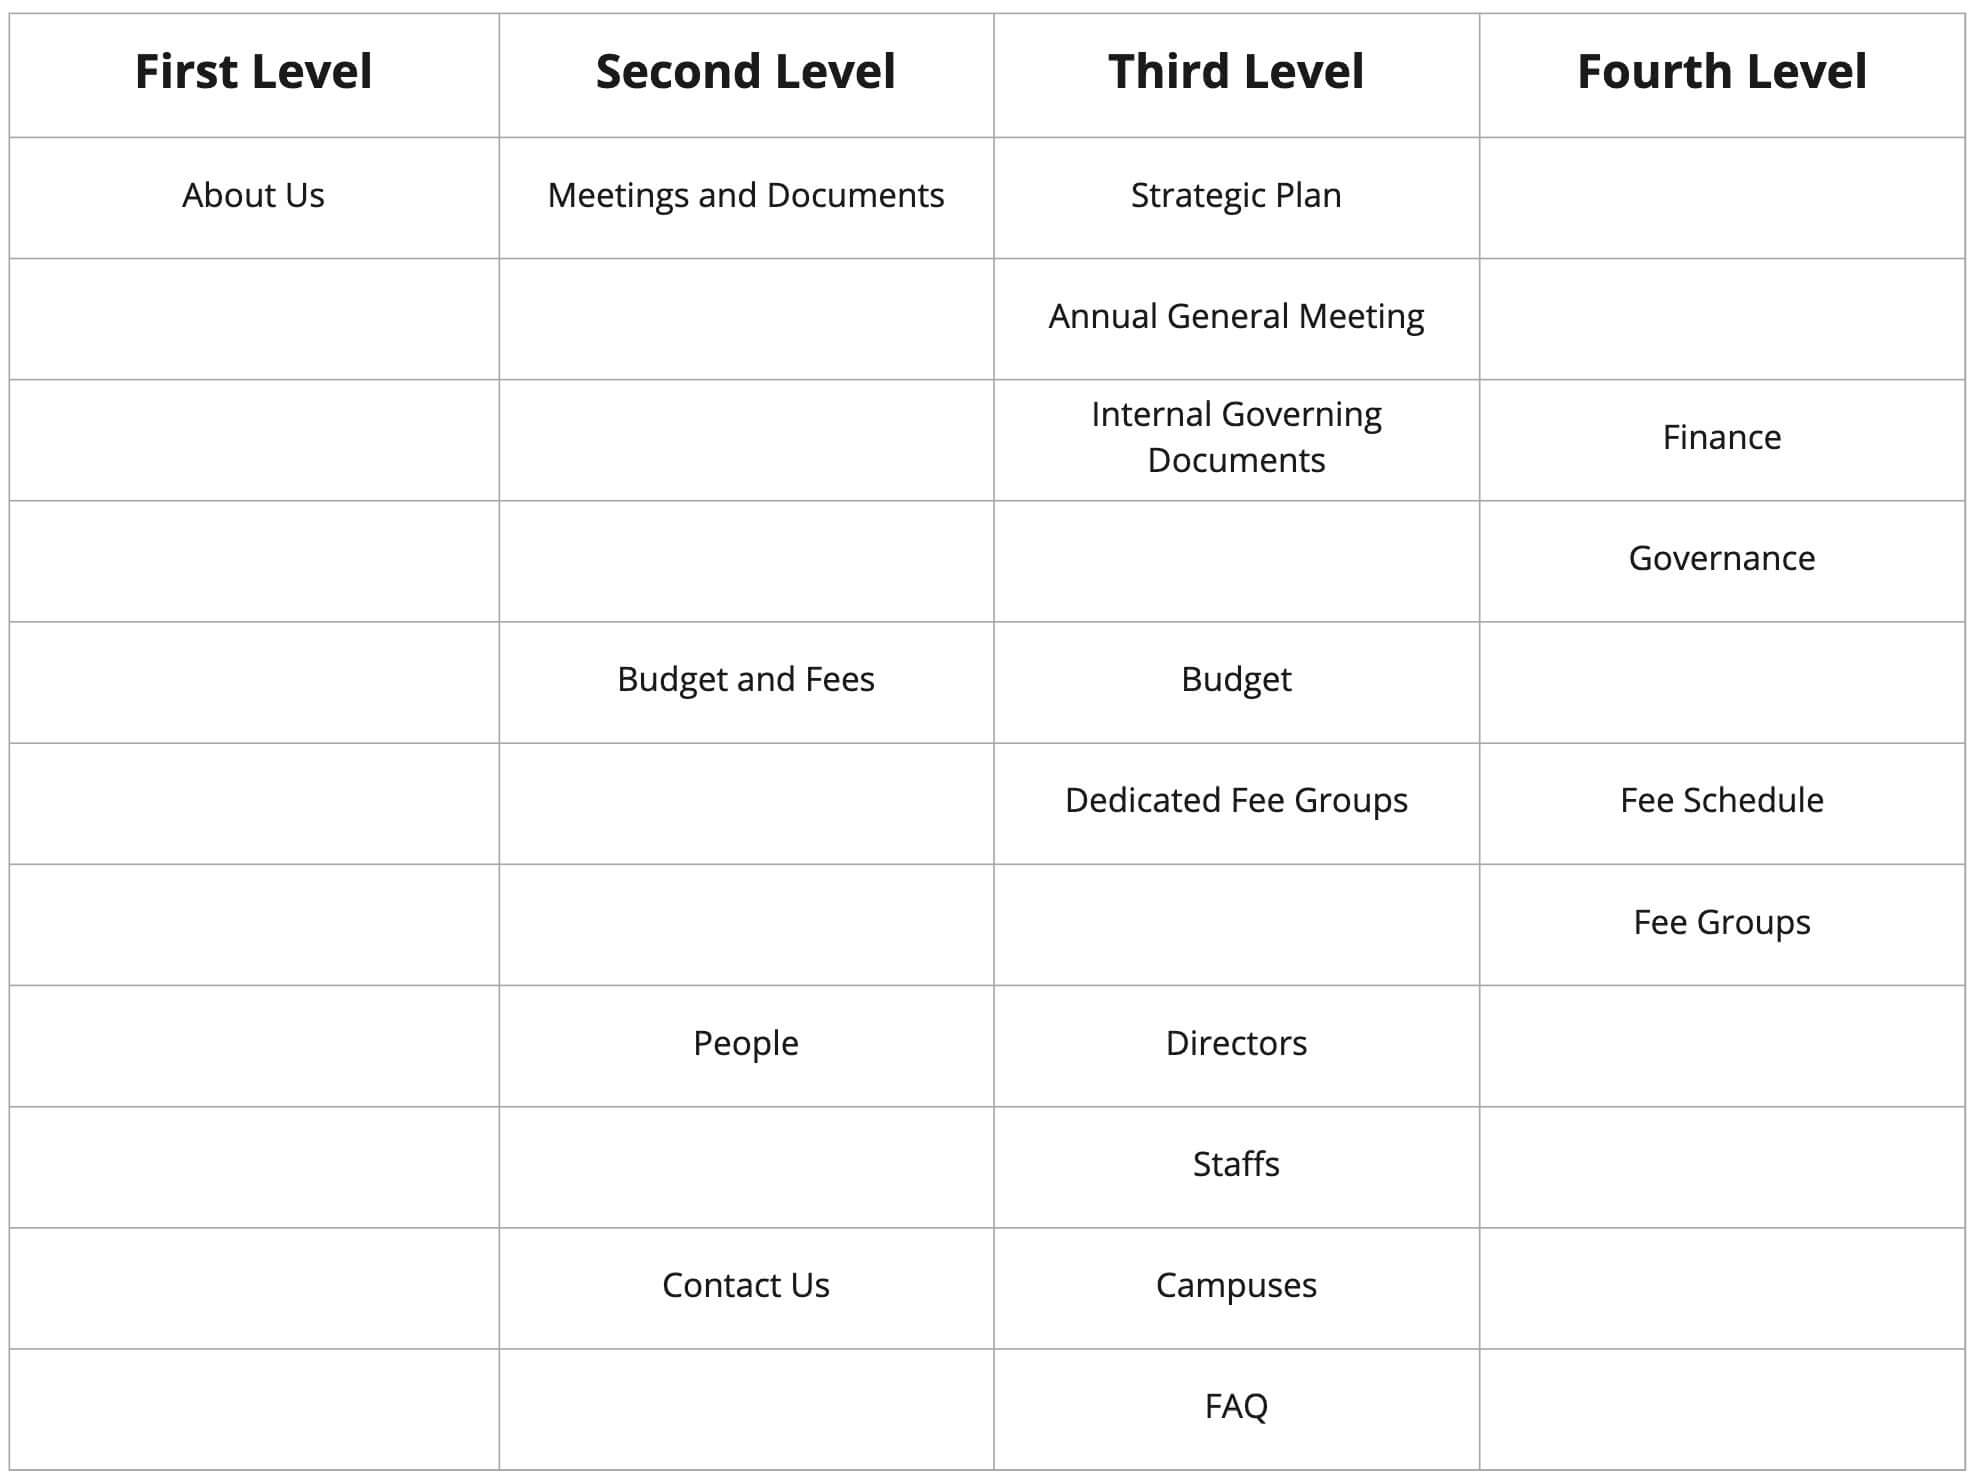 First Level Second Level Third Level Fourth Level
About Us Meetings and Documents Strategic Plan
Annual General Meeting
Internal Governing
Documents Finance
Governance
Budget and Fees Budget
Dedicated Fee Groups Fee Schedule
Fee Groups
People Directors
Staffs
Contact Us Campuses
FAQ